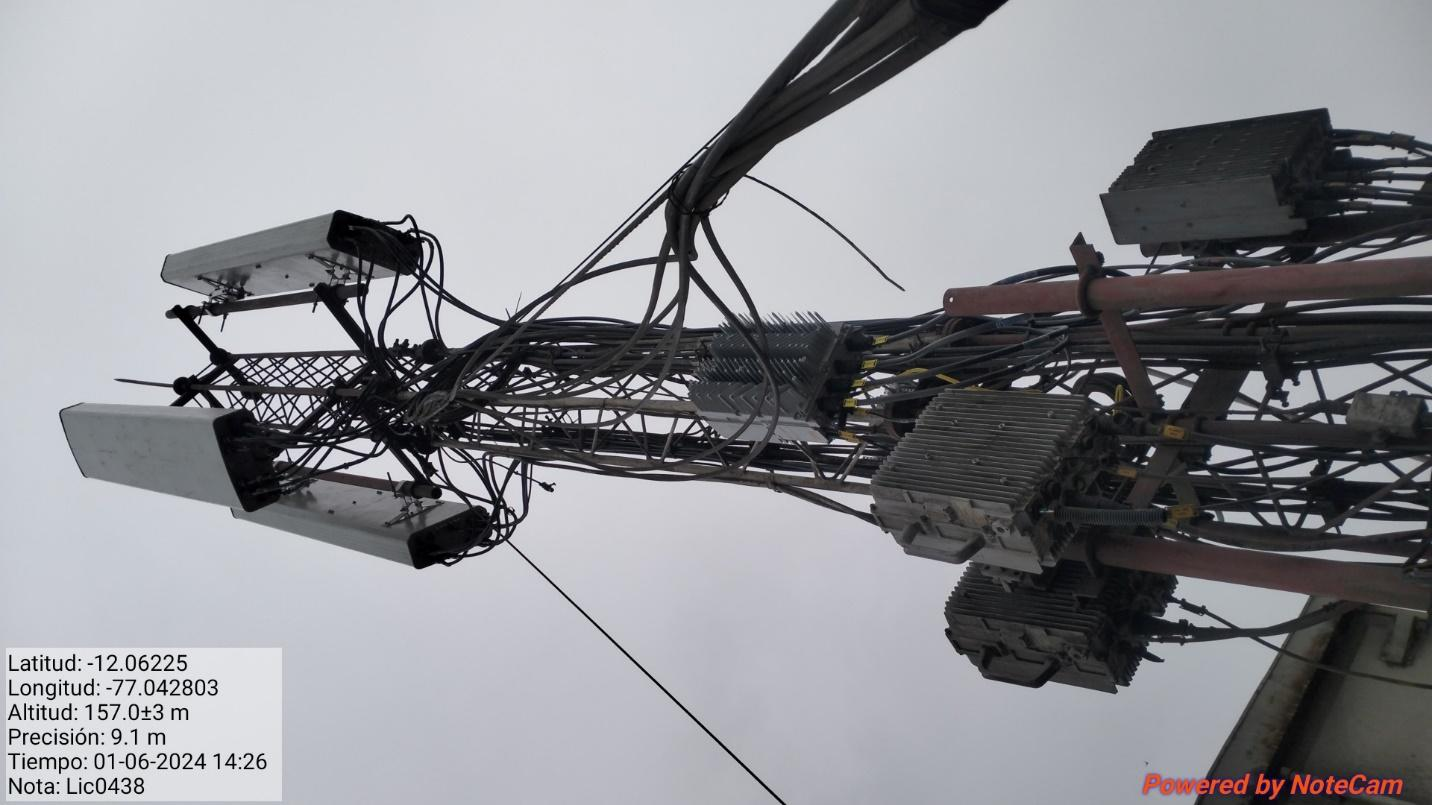 Latitud: -12.06225
Longitud: -77.042803
Altitud: 157.0±3 m
Precisión: 9.1 m
Tiempo: 01-06-2024 14:26
Nota: Lic0438
Powered by NoteCam